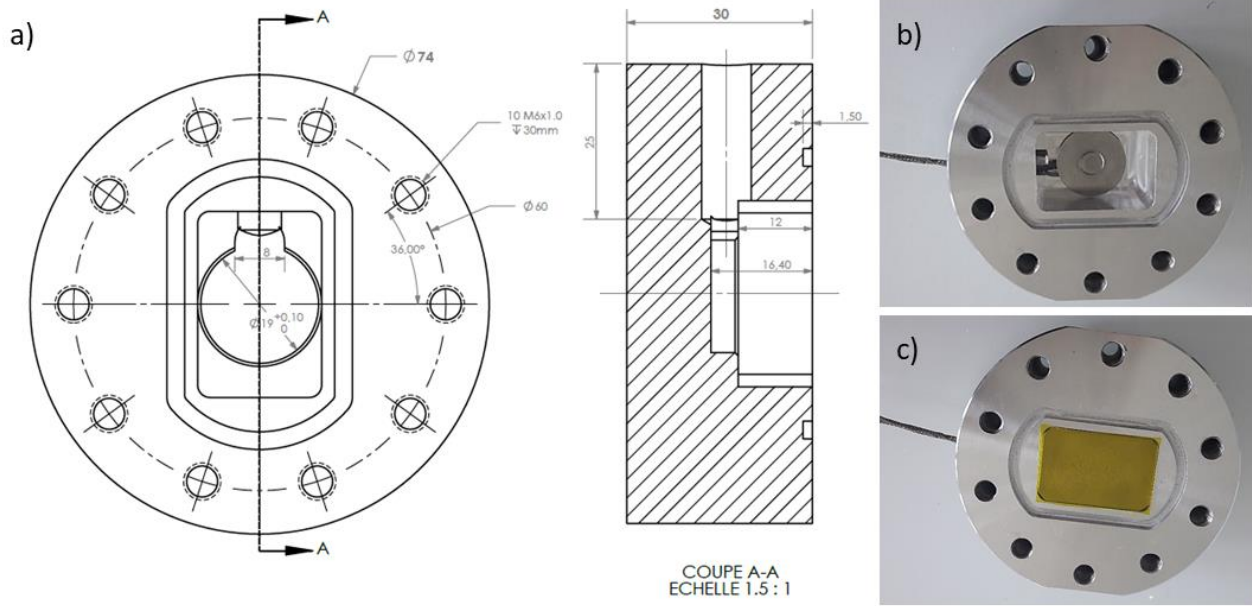 a)
A
Ø74
10 M6x1.0
↧ 30mm
Ø60
36,00°
8
Ø19 +0,10
0
A
30
1,50
25
12
16,40
COUPE A-A
ECHELLE 1.5 : 1
b)
c)